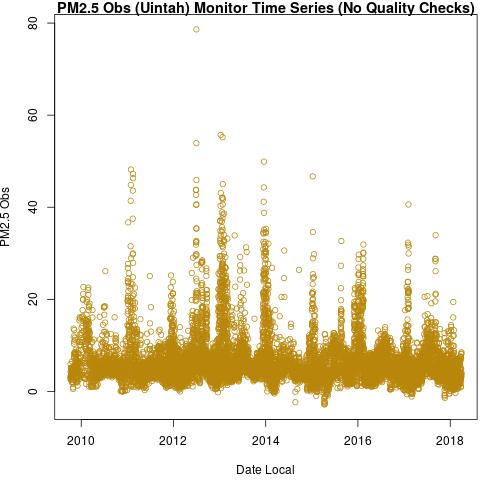 PM2.5 Obs (Uintah) Monitor Time Series (No Quality Checks)
80
60
40
20
0
PM2.5 Obs
2010 2012 2014 2016 2018
Date Local